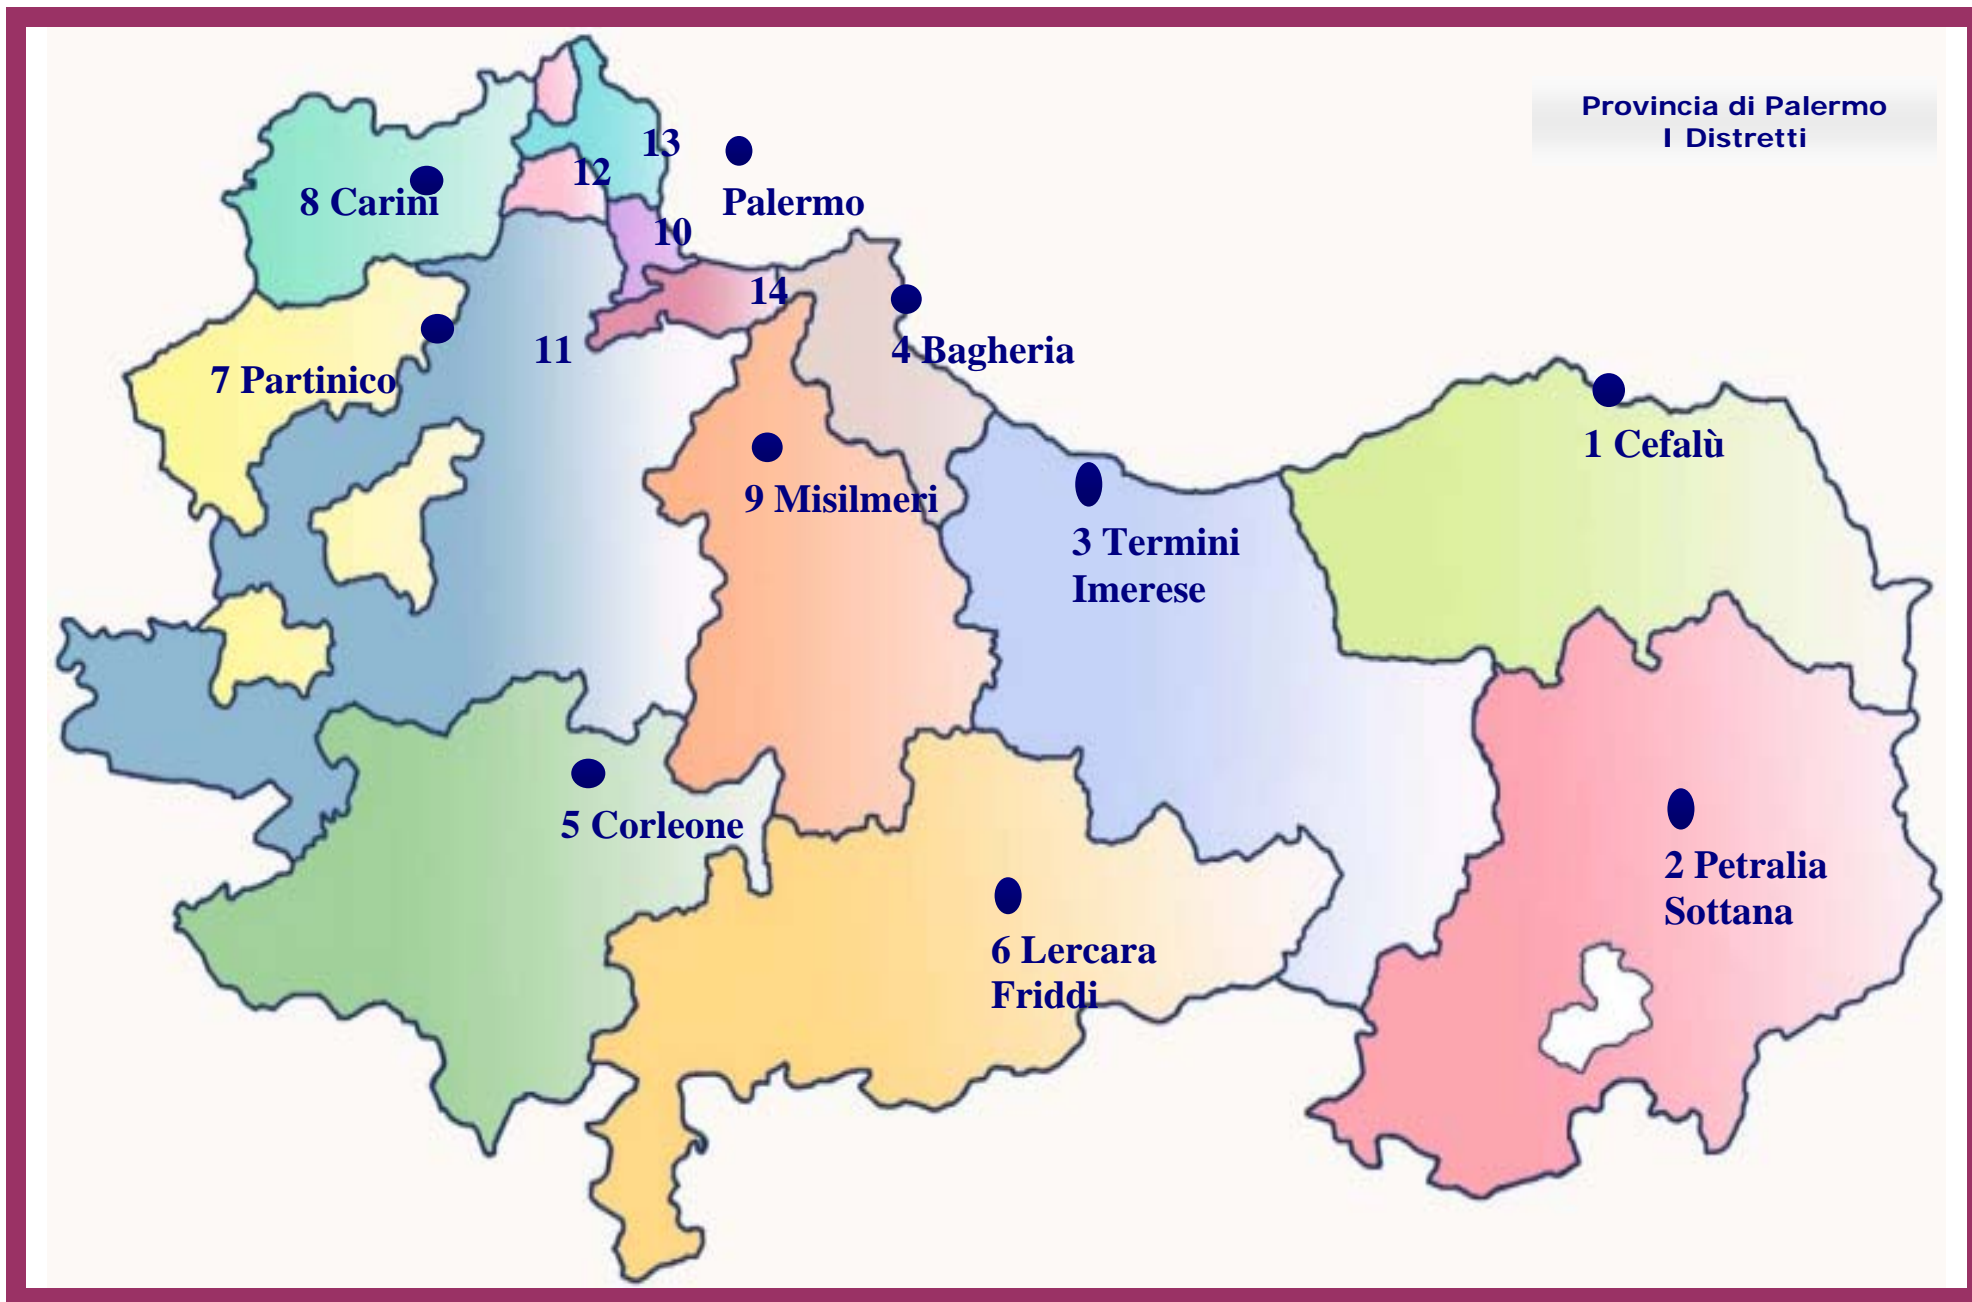 Provincia di Palermo
I Distretti
13
12
Palermo
8 Carini
10
14
11
4 Bagheria
7 Partinico
1 Cefalù
9 Misilmeri
3 Termini
Imerese
5 Corleone
2 Petralia
Sottana
6 Lercara
Friddi